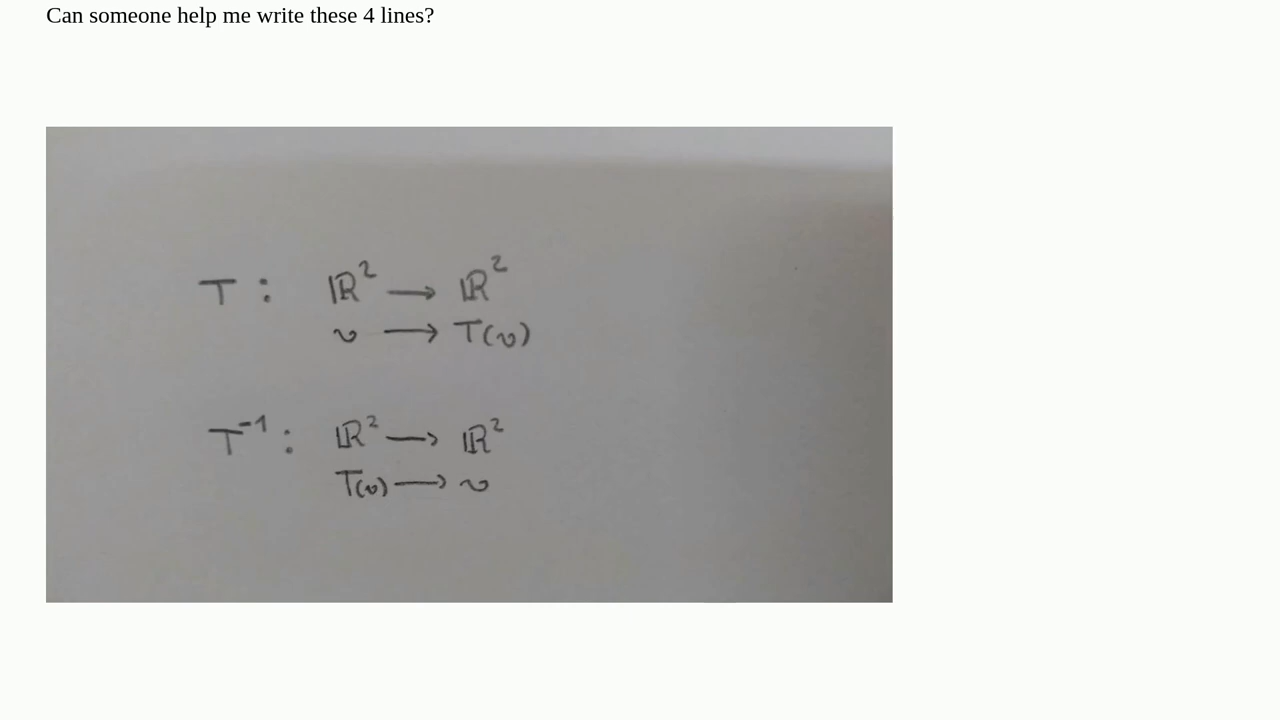 Can someone help me write these 4 lines?
T : ℝ² → ℝ²
v → T(v)
T⁻¹ : ℝ² → ℝ²
T(v) → v